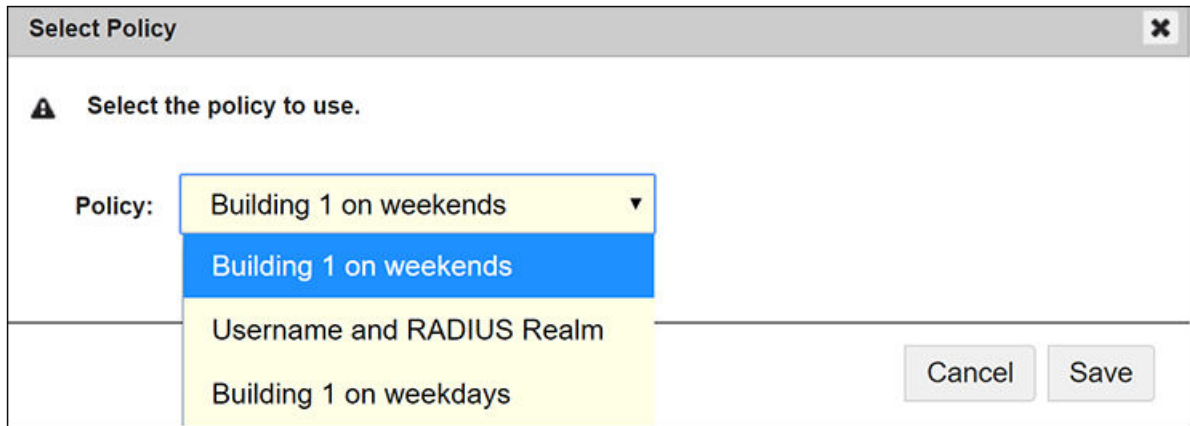 Select Policy
Select the policy to use.
Policy: Building 1 on weekends
Building 1 on weekends
Username and RADIUS Realm
Building 1 on weekdays
Cancel Save